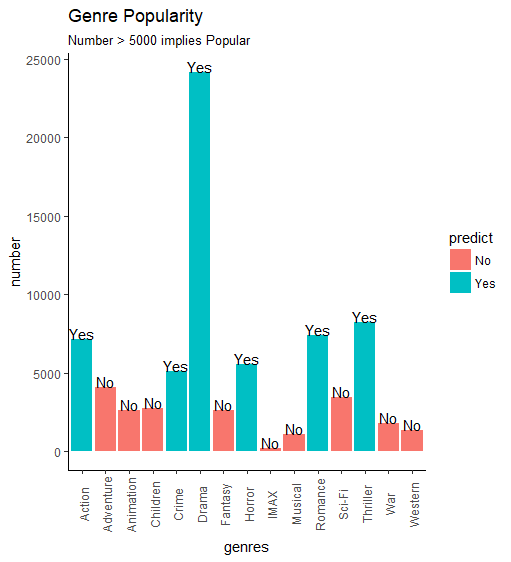 Genre Popularity
Number > 5000 implies Popular
25000
20000
15000
10000
5000
0
number
Yes
No
No
No
Yes
Yes
No
Yes
No
No
Yes
No
Yes
No
No
Action
Adventure
Animation
Children
Crime
Drama
Fantasy
Horror
IMAX
Musical
Romance
Sci-Fi
Thriller
War
Western
genres
predict
No
Yes